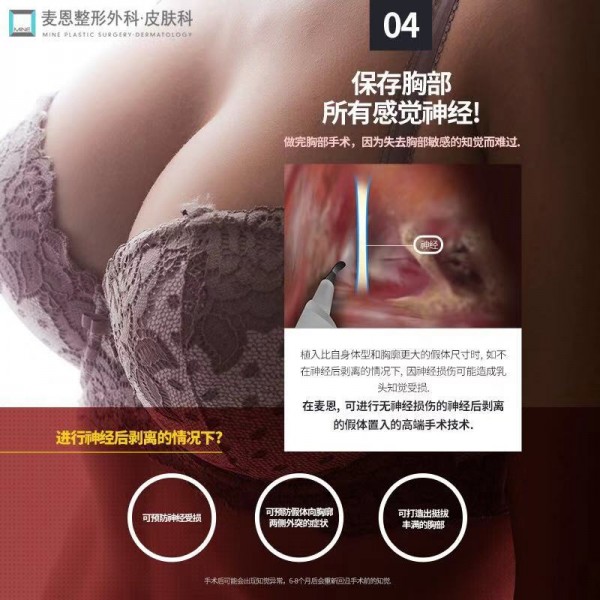 麦恩整形外科·皮肤科
MINE PLASTIC SURGERY·DERMATOLOGY
MINE
04
保存胸部
所有感觉神经!
做完胸部手术，因为失去胸部敏感的知觉而难过.
神经
植入比自身体型和胸廓更大的假体尺寸时, 如不
在神经后剥离的情况下, 因神经损伤可能造成乳
头知觉受损.
在麦恩, 可进行无神经损伤的神经后剥离
的假体置入的高端手术技术.
进行神经后剥离的情况下?
可预防神经受损
可预防假体向胸廓
两侧外突的症状
可打造出挺拔
丰满的胸部
手术后可能会出现知觉异常。6-8个月后会重新回到手术前的知觉.